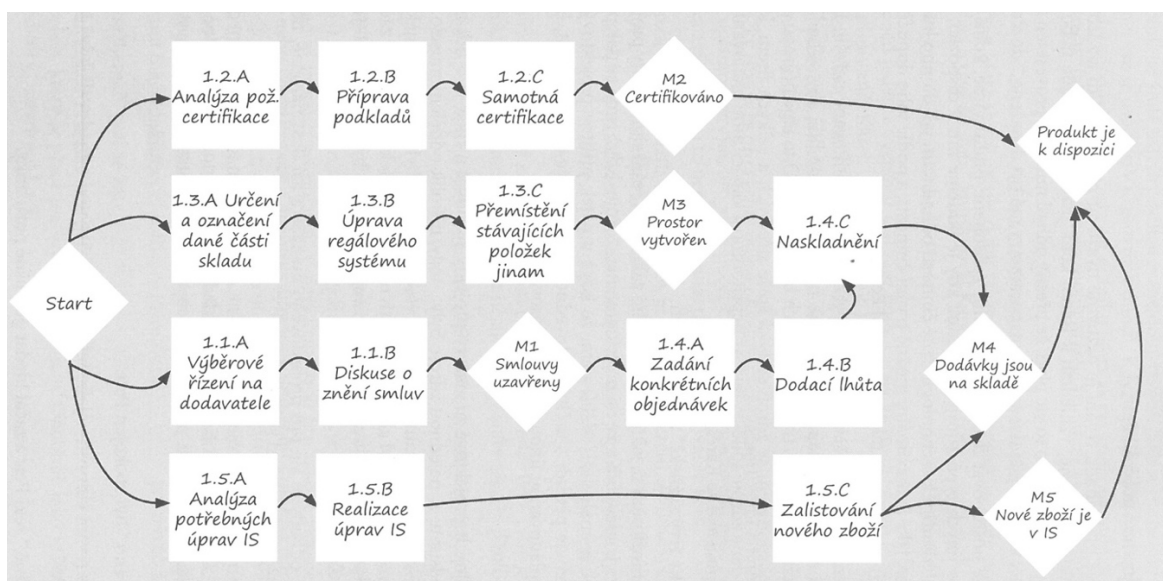 1.2.A
Analýza pož.
certifikace
1.2.B
Příprava
podkladů
1.2.C
Samotná
certifikace
M2
Certifikováno
Produkt je
k dispozici
1.3.A Určení
a označení
dané části
skladu
1.3.B
Úprava
regálového
systému
1.3.C
Přemístění
stávajících
položek
jinam
M3
Prostor
vytvořen
1.4.C
Naskladnění
Start
1.1.A
Výběrové
řízení na
dodavatele
1.1.B
Diskuse o
znění smluv
M1
Smlouvy
uzavřeny
1.4.A
Zadání
konkrétních
objednávek
1.4.B
Dodací lhůta
M4
Dodávky jsou
na skladě
1.5.A
Analýza
potřebných
úprav IS
1.5.B
Realizace
úprav IS
1.5.C
Zalistování
nového zboží
M5
Nové zboží je
v IS